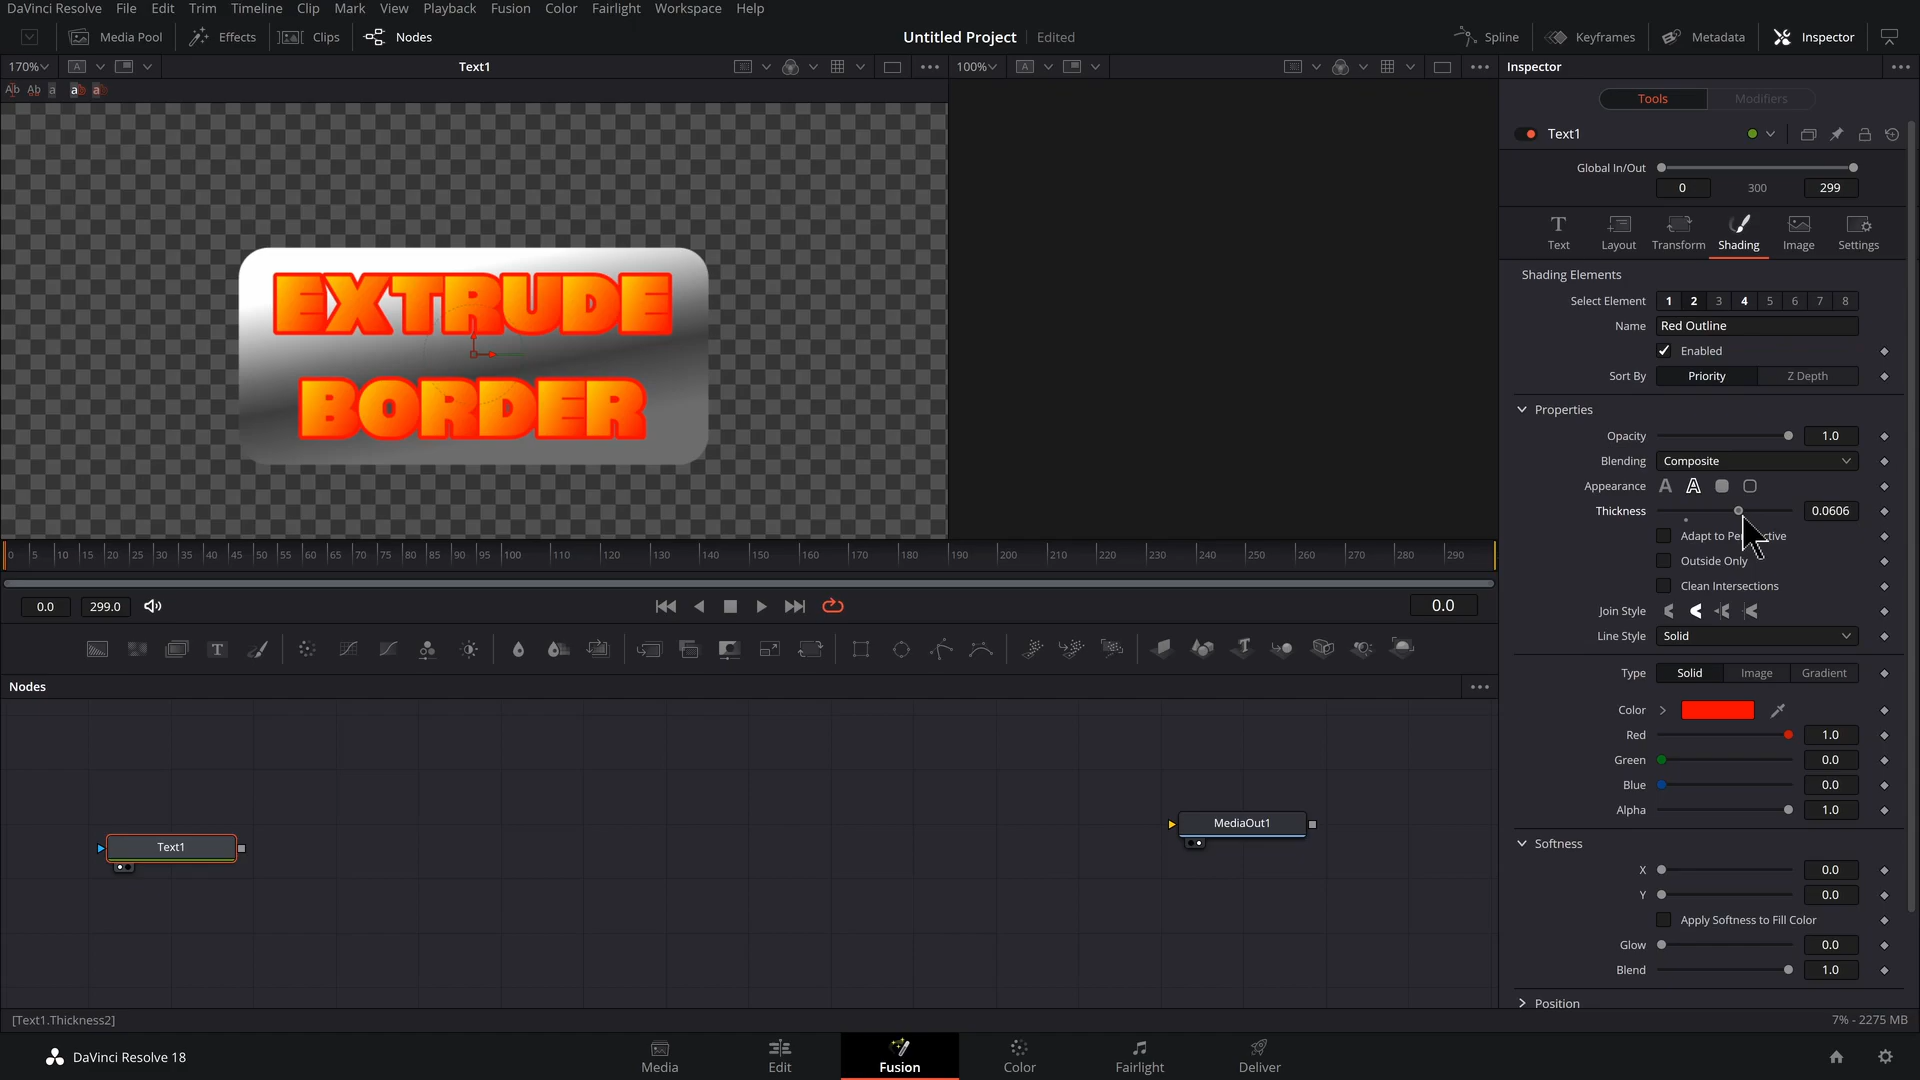 DaVinci Resolve File Edit Trim Timeline Clip Mark View Playback Fusion Color Fairlight Workspace Help
Media Pool Effects Clips Nodes Untitled Project Edited Spline Keyframes Metadata Inspector
170% A Text1 100% A Inspector
Ab Ab a a a
Tools Modifiers
Text1
Global In/Out
0 300 299
Text Layout Transform Shading Image Settings
Shading Elements
Select Element 1 2 3 4 5 6 7 8
Name Red Outline
Enabled
Sort By Priority Z Depth
Properties
Opacity 1.0
Blending Composite
Appearance A A
Thickness 0.0606
Outside Only
Clean Intersections
Join Style
Line Style Solid
Type Solid Image Gradient
Color
Red 1.0
Green 0.0
Blue 0.0
Alpha 1.0
Softness
X 0.0
Y 0.0
Apply Softness to Fill Color
Glow 0.0
Blend 1.0
Position
EXTRUDE
BORDER
0 5 10 15 20 25 30 35 40 45 50 55 60 65 70 75 80 85 90 95 100 110 120 130 140 150 160 170 180 190 200 210 220 230 240 250 260 270 280 290
0.0 299.0 0.0
T T
Nodes
Text1 MediaOut1
[Text1.Thickness2] 7% - 2275 MB
DaVinci Resolve 18 Media Edit Fusion Color Fairlight Deliver